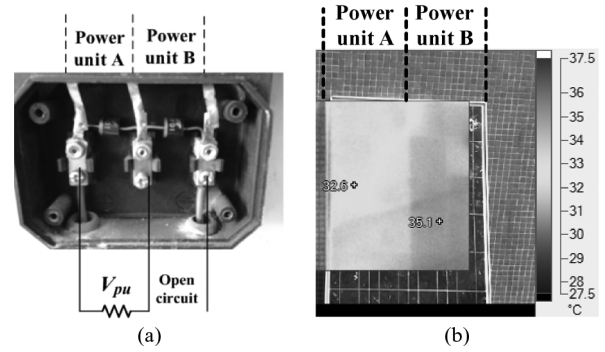 Power
unit A
Power
unit B
V_pu
Open
circuit
(a)
Power
unit A
Power
unit B
32.6 +
35.1 +
37.5
36
35
34
33
32
31
30
29
28
27.5
°C
(b)